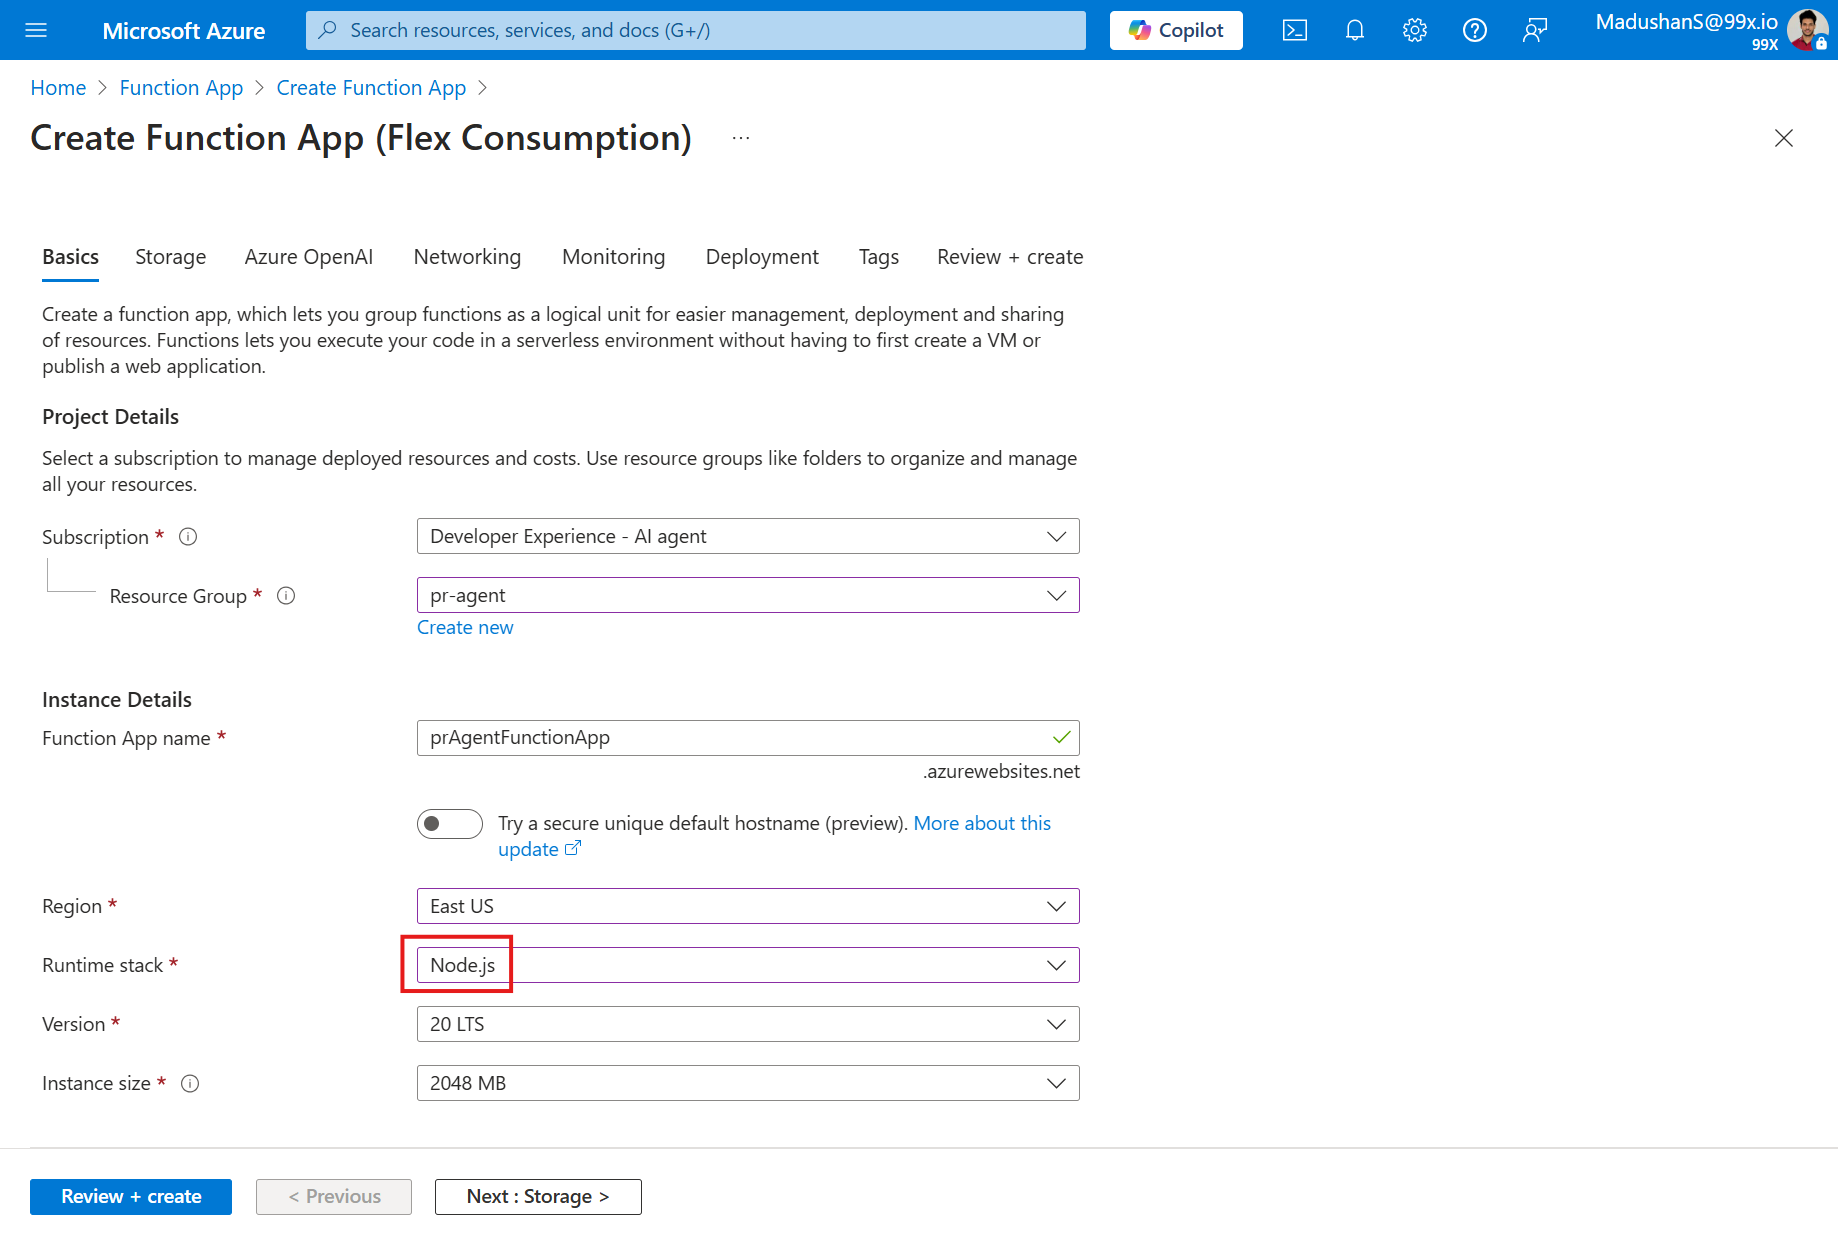 Microsoft Azure
Search resources, services, and docs (G+/)
Copilot
MadushanS@99x.io
99X
Home > Function App > Create Function App >
Create Function App (Flex Consumption) ...
Basics Storage Azure OpenAI Networking Monitoring Deployment Tags Review + create
Create a function app, which lets you group functions as a logical unit for easier management, deployment and sharing
of resources. Functions lets you execute your code in a serverless environment without having to first create a VM or
publish a web application.
Project Details
Select a subscription to manage deployed resources and costs. Use resource groups like folders to organize and manage
all your resources.
Subscription *
Developer Experience - AI agent
Resource Group *
pr-agent
Create new
Instance Details
Function App name *
prAgentFunctionApp
.azurewebsites.net
Try a secure unique default hostname (preview). More about this
update
Region *
East US
Runtime stack *
Node.js
Version *
20 LTS
Instance size *
2048 MB
Review + create
< Previous
Next : Storage >